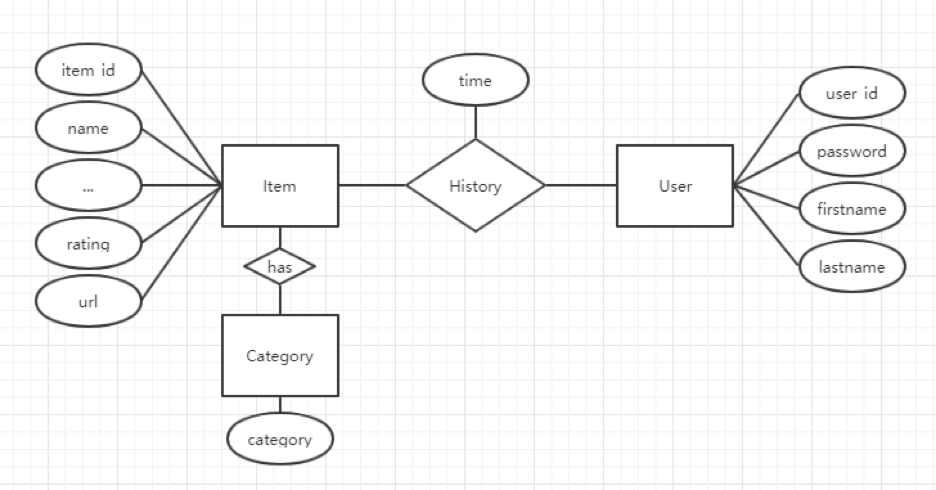 item id
name
...
rating
url
Item
has
Category
category
time
History
User
user id
password
firstname
lastname